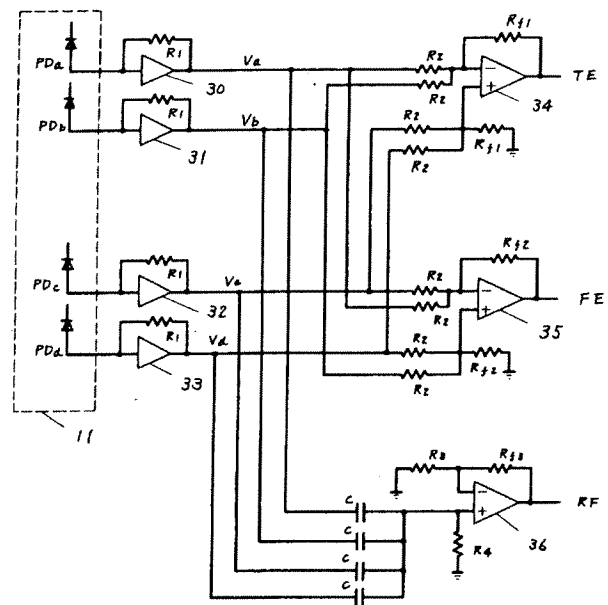 Rf1
R1
PDa
Va
R2
TE
30
R2
34
PDb
R1
Vb
R2
Rf1
31
R2
Rf2
R1
R2
PDc
Vc
FE
32
R2
35
R1
Vd
R2
PDd
Rf2
33
R2
11
R3
Rf3
RF
C
36
C
R4
C
C